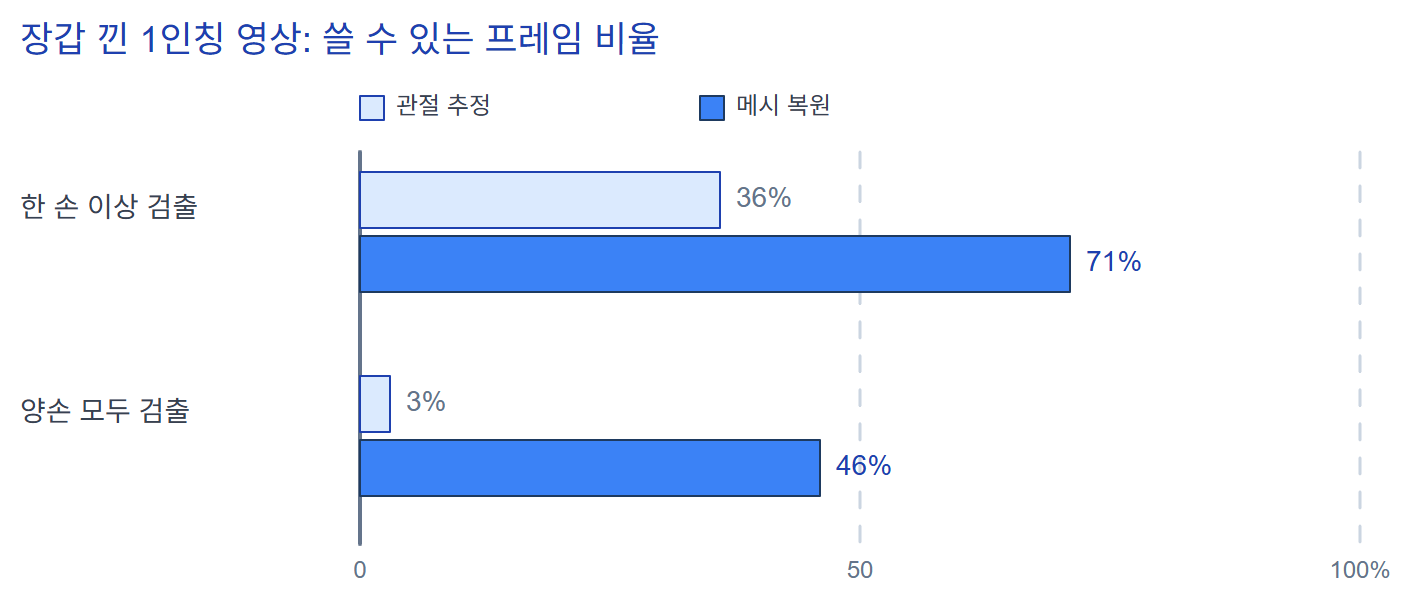 장갑 낀 1인칭 영상: 쓸 수 있는 프레임 비율
관절 추정
메시 복원
한 손 이상 검출
36%
71%
양손 모두 검출
3%
46%
0
50
100%